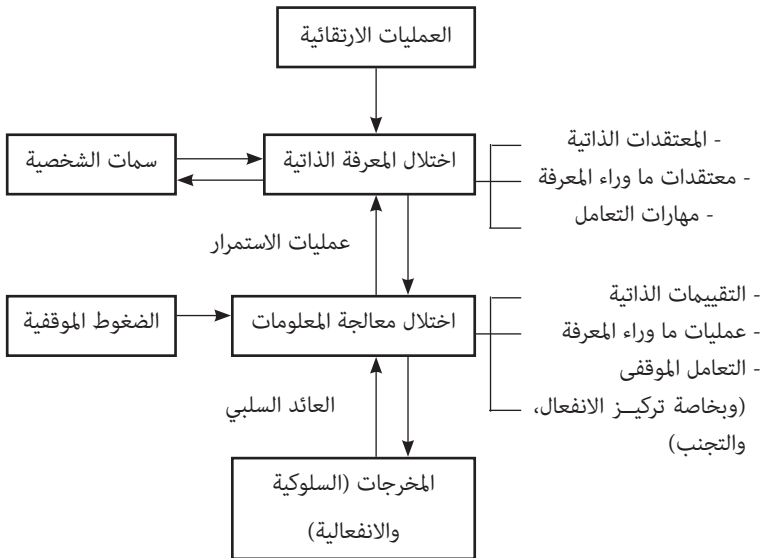 العمليات الارتقائية
اختلال المعرفة الذاتية
سمات الشخصية
- المعتقدات الذاتية
- معتقدات ما وراء المعرفة
- مهارات التعامل
عمليات الاستمرار
اختلال معالجة المعلومات
الضغوط الموقفية
- التقييمات الذاتية
- عمليات ما وراء المعرفة
- التعامل الموقفى
(وبخاصة تركيــز الانفعال،
والتجنب)
العائد السلبي
المخرجات (السلوكية
والانفعالية)